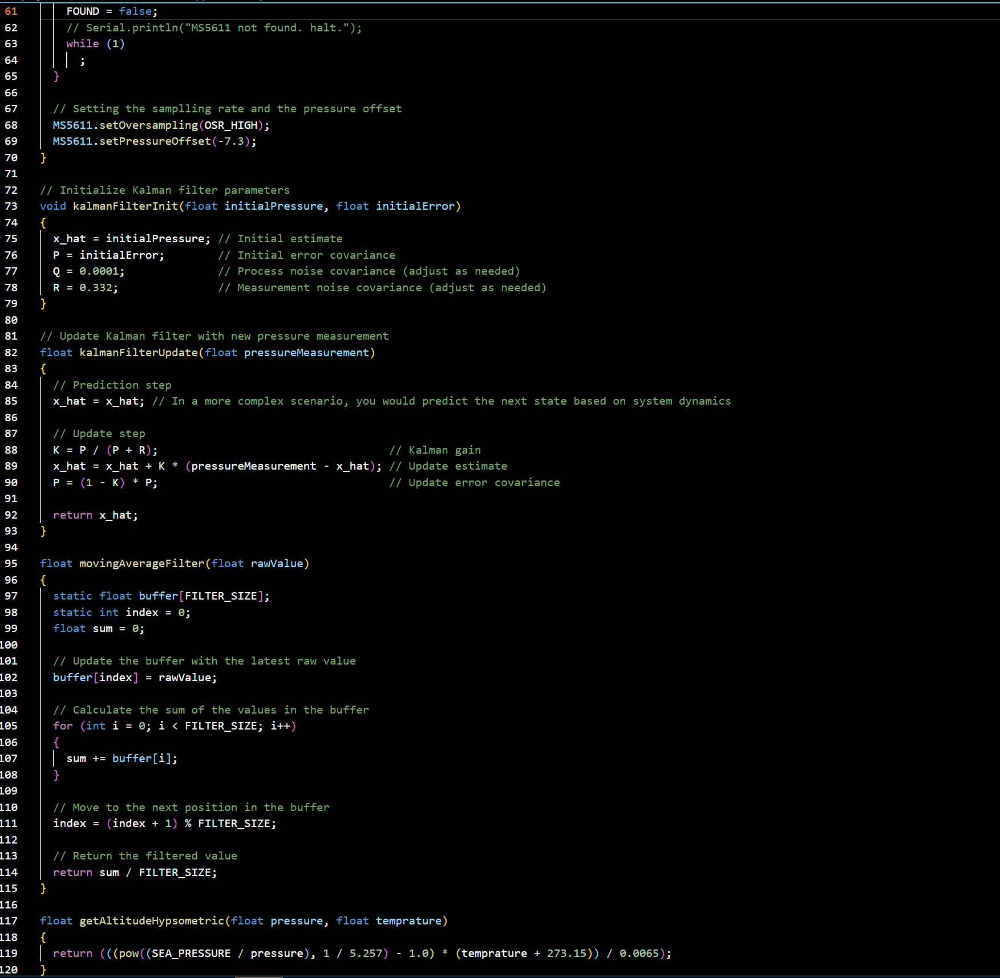 61 FOUND = false;
62 // Serial.println("MS5611 not found. halt.");
63 while (1)
64 ;
65 }
66
67 // Setting the samplling rate and the pressure offset
68 MS5611.setOversampling(OSR_HIGH);
69 MS5611.setPressureOffset(-7.3);
70 }
71
72 // Initialize Kalman filter parameters
73 void kalmanFilterInit(float initialPressure, float initialError)
74 {
75 x_hat = initialPressure; // Initial estimate
76 P = initialError; // Initial error covariance
77 Q = 0.0001; // Process noise covariance (adjust as needed)
78 R = 0.332; // Measurement noise covariance (adjust as needed)
79 }
80
81 // Update Kalman filter with new pressure measurement
82 float kalmanFilterUpdate(float pressureMeasurement)
83 {
84 // Prediction step
85 x_hat = x_hat; // In a more complex scenario, you would predict the next state based on system dynamics
86
87 // Update step
88 K = P / (P + R); // Kalman gain
89 x_hat = x_hat + K * (pressureMeasurement - x_hat); // Update estimate
90 P = (1 - K) * P; // Update error covariance
91
92 return x_hat;
93 }
94
95 float movingAverageFilter(float rawValue)
96 {
97 static float buffer[FILTER_SIZE];
98 static int index = 0;
99 float sum = 0;
100
101 // Update the buffer with the latest raw value
102 buffer[index] = rawValue;
103
104 // Calculate the sum of the values in the buffer
105 for (int i = 0; i < FILTER_SIZE; i++)
106 {
107 sum += buffer[i];
108 }
109
110 // Move to the next position in the buffer
111 index = (index + 1) % FILTER_SIZE;
112
113 // Return the filtered value
114 return sum / FILTER_SIZE;
115 }
116
117 float getAltitudeHypsometric(float pressure, float temprature)
118 {
119 return (((pow((SEA_PRESSURE / pressure), 1 / 5.257) - 1.0) * (temprature + 273.15)) / 0.0065);
120 }